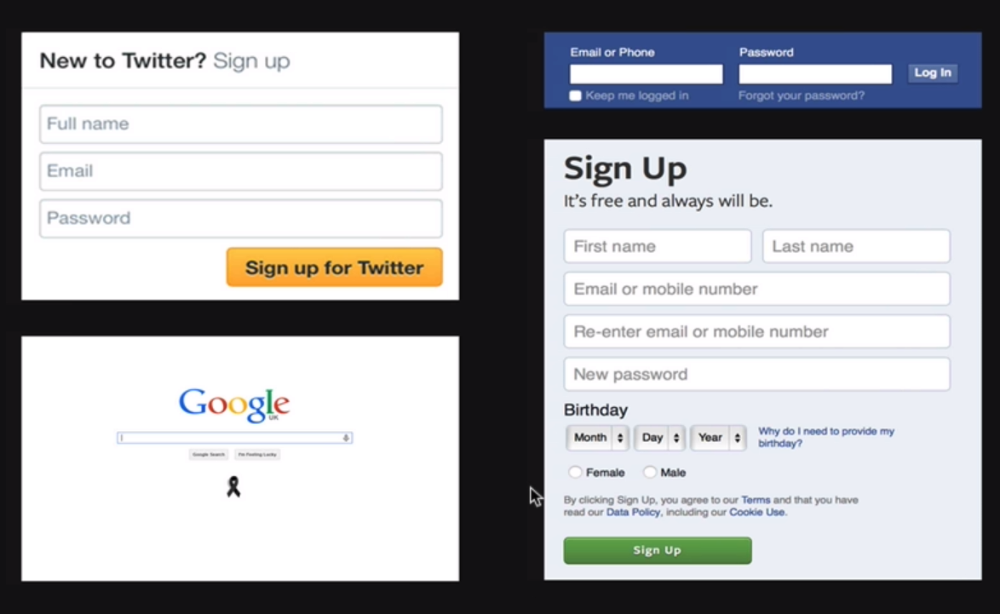 New to Twitter? Sign up
Full name
Email
Password
Sign up for Twitter
Google
UK
Google Search I'm Feeling Lucky
Email or Phone Password
Log In
Keep me logged in Forgot your password?
Sign Up
It's free and always will be.
First name Last name
Email or mobile number
Re-enter email or mobile number
New password
Birthday
Month Day Year Why do I need to provide my
birthday?
Female Male
By clicking Sign Up, you agree to our Terms and that you have
read our Data Policy, including our Cookie Use.
Sign Up